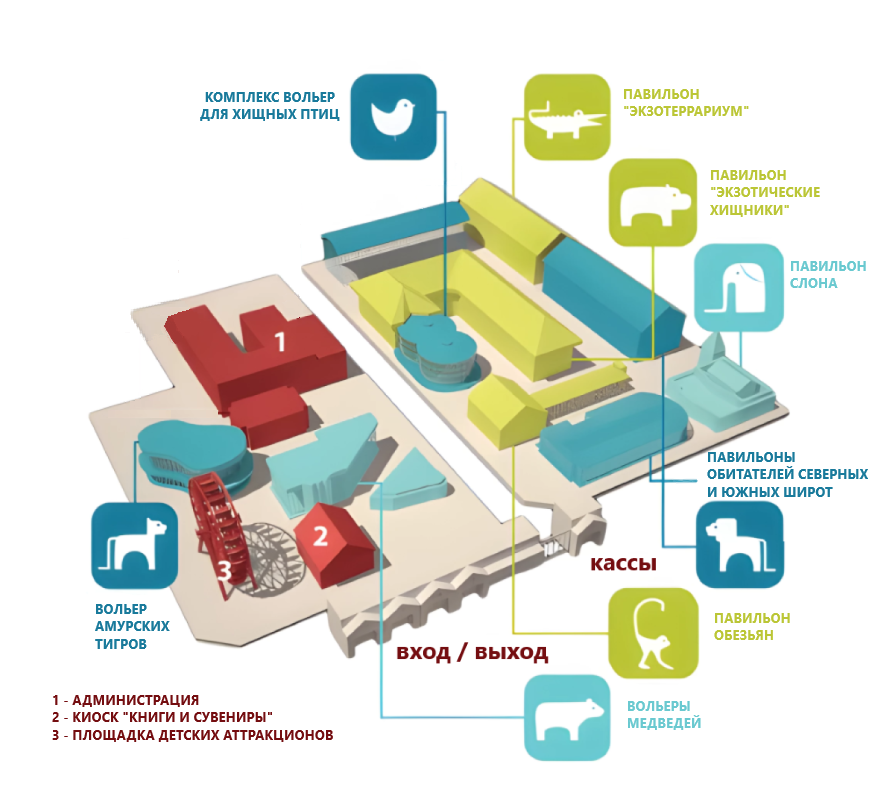 КОМПЛЕКС ВОЛЬЕР
ДЛЯ ХИЩНЫХ ПТИЦ
ПАВИЛЬОН
"ЭКЗОТЕРРАРИУМ"
ПАВИЛЬОН
"ЭКЗОТИЧЕСКИЕ
ХИЩНИКИ"
ПАВИЛЬОН
СЛОНА
1
ПАВИЛЬОНЫ
ОБИТАТЕЛЕЙ СЕВЕРНЫХ
И ЮЖНЫХ ШИРОТ
2
3
кассы
ВОЛЬЕР
АМУРСКИХ
ТИГРОВ
ПАВИЛЬОН
ОБЕЗЬЯН
вход / выход
1 - АДМИНИСТРАЦИЯ
2 - КИОСК "КНИГИ И СУВЕНИРЫ"
3 - ПЛОЩАДКА ДЕТСКИХ АТТРАКЦИОНОВ
ВОЛЬЕРЫ
МЕДВЕДЕЙ